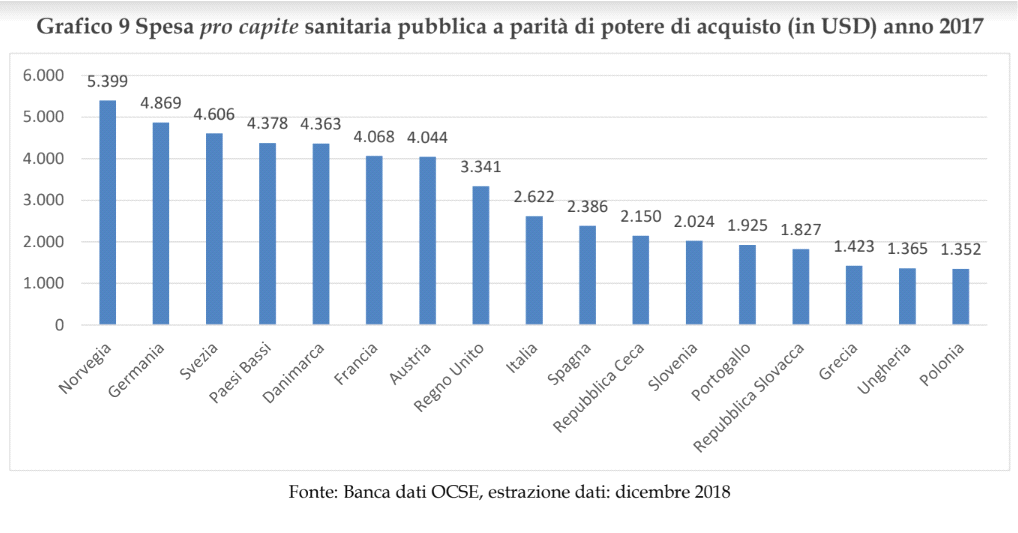 Grafico 9 Spesa pro capite sanitaria pubblica a parità di potere di acquisto (in USD) anno 2017
6.000
5.000
4.000
3.000
2.000
1.000
0
5.399
4.869
4.606
4.378
4.363
4.068
4.044
3.341
2.622
2.386
2.150
2.024
1.925
1.827
1.423
1.365
1.352
Norvegia
Germania
Svezia
Paesi Bassi
Danimarca
Francia
Austria
Regno Unito
Italia
Spagna
Repubblica Ceca
Slovenia
Portogallo
Repubblica Slovacca
Grecia
Ungheria
Polonia
Fonte: Banca dati OCSE, estrazione dati: dicembre 2018